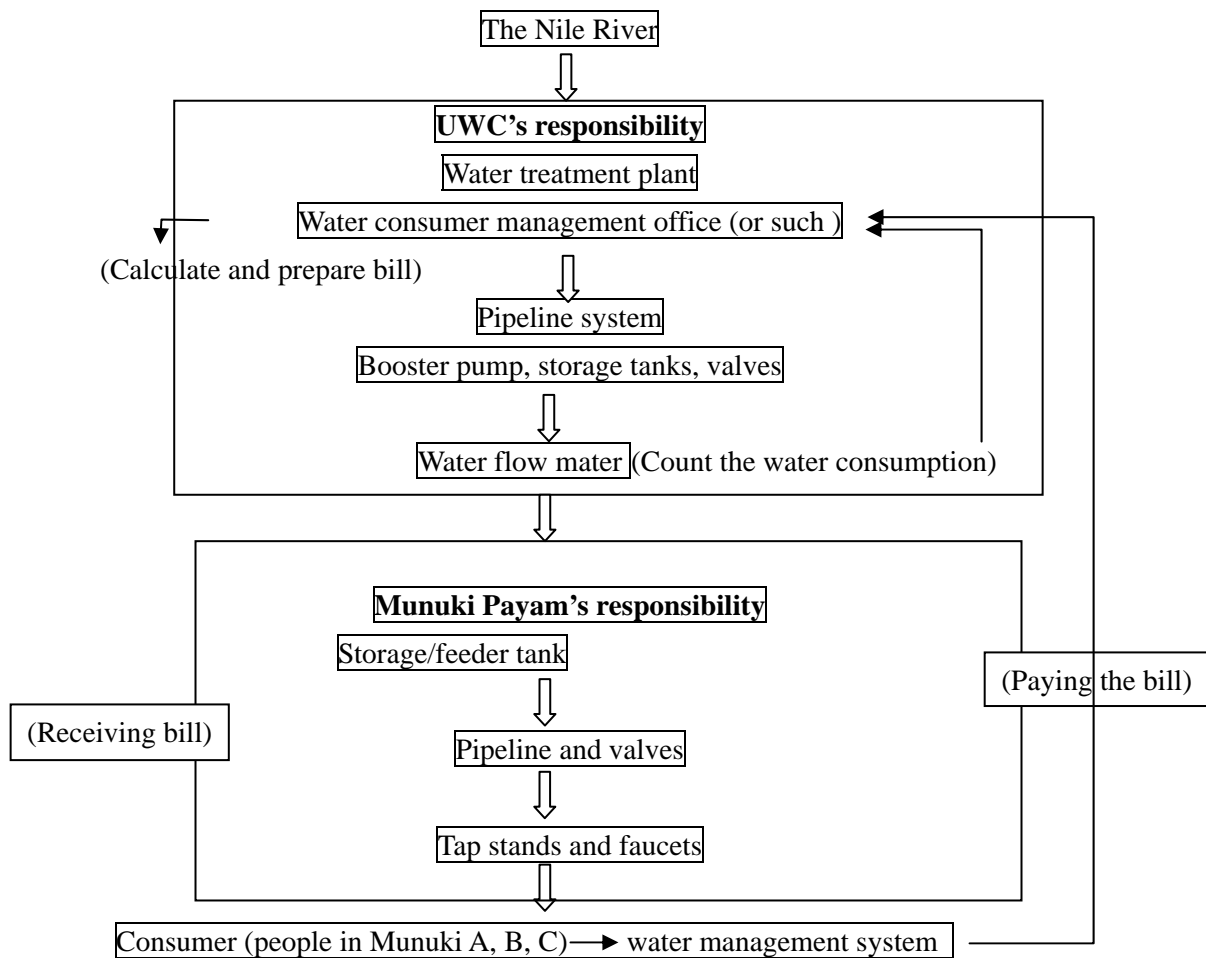 The Nile River
UWC's responsibility
Water treatment plant
Water consumer management office (or such )
(Calculate and prepare bill)
Pipeline system
Booster pump, storage tanks, valves
Water flow mater (Count the water consumption)
Munuki Payam's responsibility
Storage/feeder tank
(Paying the bill)
(Receiving bill)
Pipeline and valves
Tap stands and faucets
Consumer (people in Munuki A, B, C) water management system